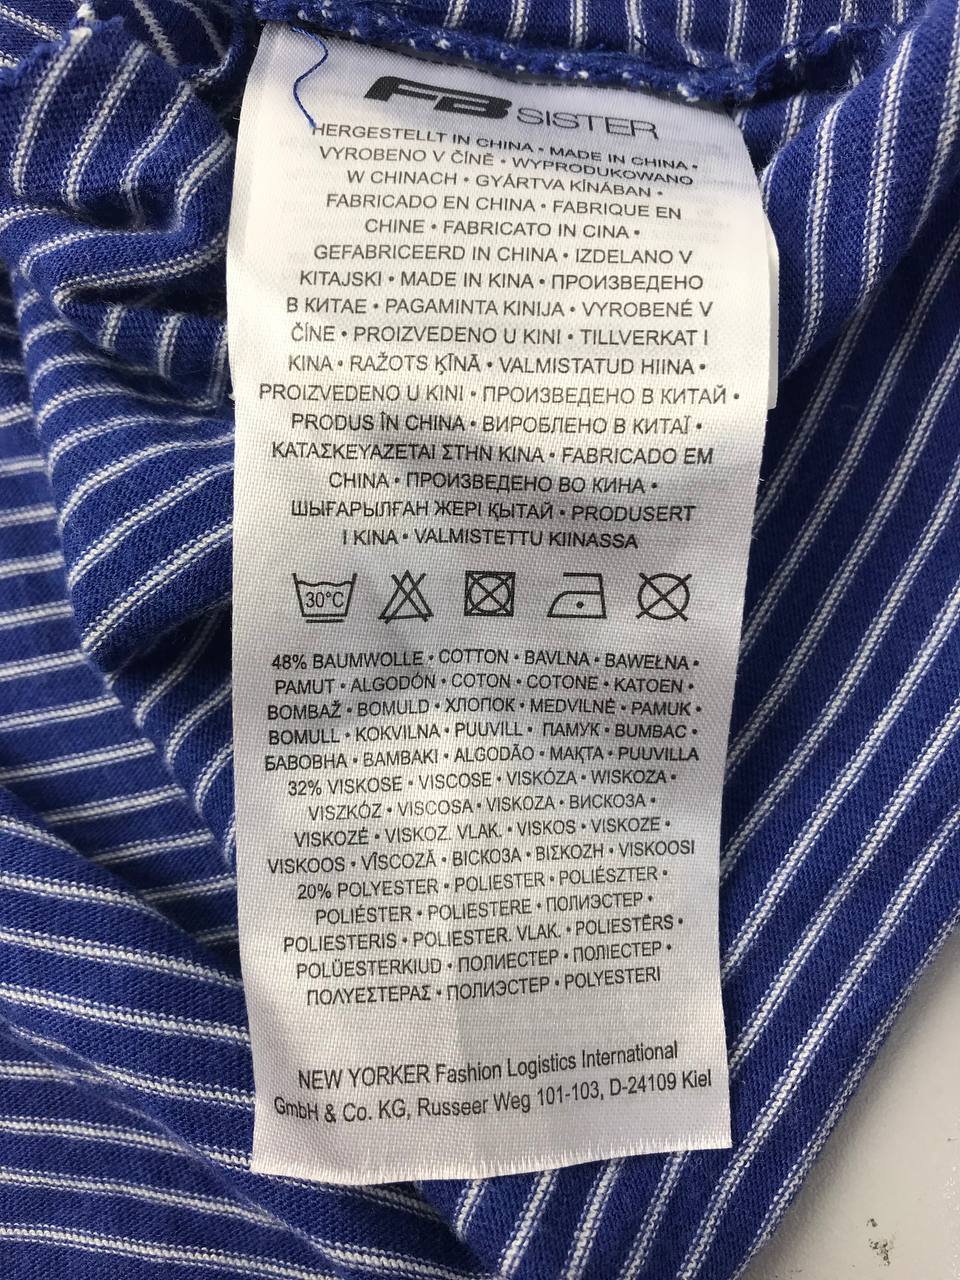 FB SISTER
HERGESTELLT IN CHINA • MADE IN CHINA •
VYROBENO V ČÍNĚ • WYPRODUKOWANO
W CHINACH • GYÁRTVA KÍNÁBAN •
FABRICADO EN CHINA • FABRIQUE EN
CHINE • FABRICATO IN CINA •
GEFABRICEERD IN CHINA • IZDELANO V
KITAJSKI • MADE IN KINA • ПРОИЗВЕДЕНО
В КИТАЕ • PAGAMINTA KINIJA • VYROBENÉ V
ČÍNE • PROIZVEDENO U KINI • TILLVERKAT I
KINA • RAŽOTS ĶĪNĀ • VALMISTATUD HIINA •
PROIZVEDENO U KINI • ПРОИЗВЕДЕНО В КИТАЙ •
PRODUS ÎN CHINA • ВИРОБЛЕНО В КИТАЇ •
ΚΑΤΑΣΚΕΥΑΖΕΤΑΙ ΣΤΗΝ ΚΙΝΑ • FABRICADO EM
CHINA • ПРОИЗВЕДЕНО ВО КИНА •
ШЫҒАРЫЛҒАН ЖЕРІ ҚЫТАЙ • PRODUSERT
I KINA • VALMISTETTU KIINASSA
30°C
48% BAUMWOLLE • COTTON • BAVLNA • BAWEŁNA •
PAMUT • ALGODÓN • COTON • COTONE • KATOEN •
BOMBAŽ • BOMULD • ХЛОПОК • MEDVILNĖ • PAMUK •
BOMULL • KOKVILNA • PUUVILL • ПАМУК • BUMBAC •
БАВОВНА • BAMBAKI • ALGODÃO • МАҚТА • PUUVILLA
32% VISKOSE • VISCOSE • VISKÓZA • WISKOZA •
VISZKÓZ • VISCOSA • VISKOZA • ВИСКОЗА •
VISKOZĖ • VISKOZ. VLAK. • VISKOS • VISKOZE •
VISKOOS • VÎSCOZĂ • ВІСКОЗА • ΒΙΣΚΟΖΗ • VISKOOSI
20% POLYESTER • POLIESTER • POLIÉSZTER •
POLIÉSTER • POLIESTERE • ПОЛИЭСТЕР •
POLIESTERIS • POLIESTER. VLAK. • POLIESTĒRS •
POLÜESTERKIUD • ПОЛИЕСТЕР • ПОЛІЕСТЕР •
ΠΟΛΥΕΣΤΕΡΑΣ • ПОЛИЭСТЕР • POLYESTERI
NEW YORKER Fashion Logistics International
GmbH & Co. KG, Russeer Weg 101-103, D-24109 Kiel